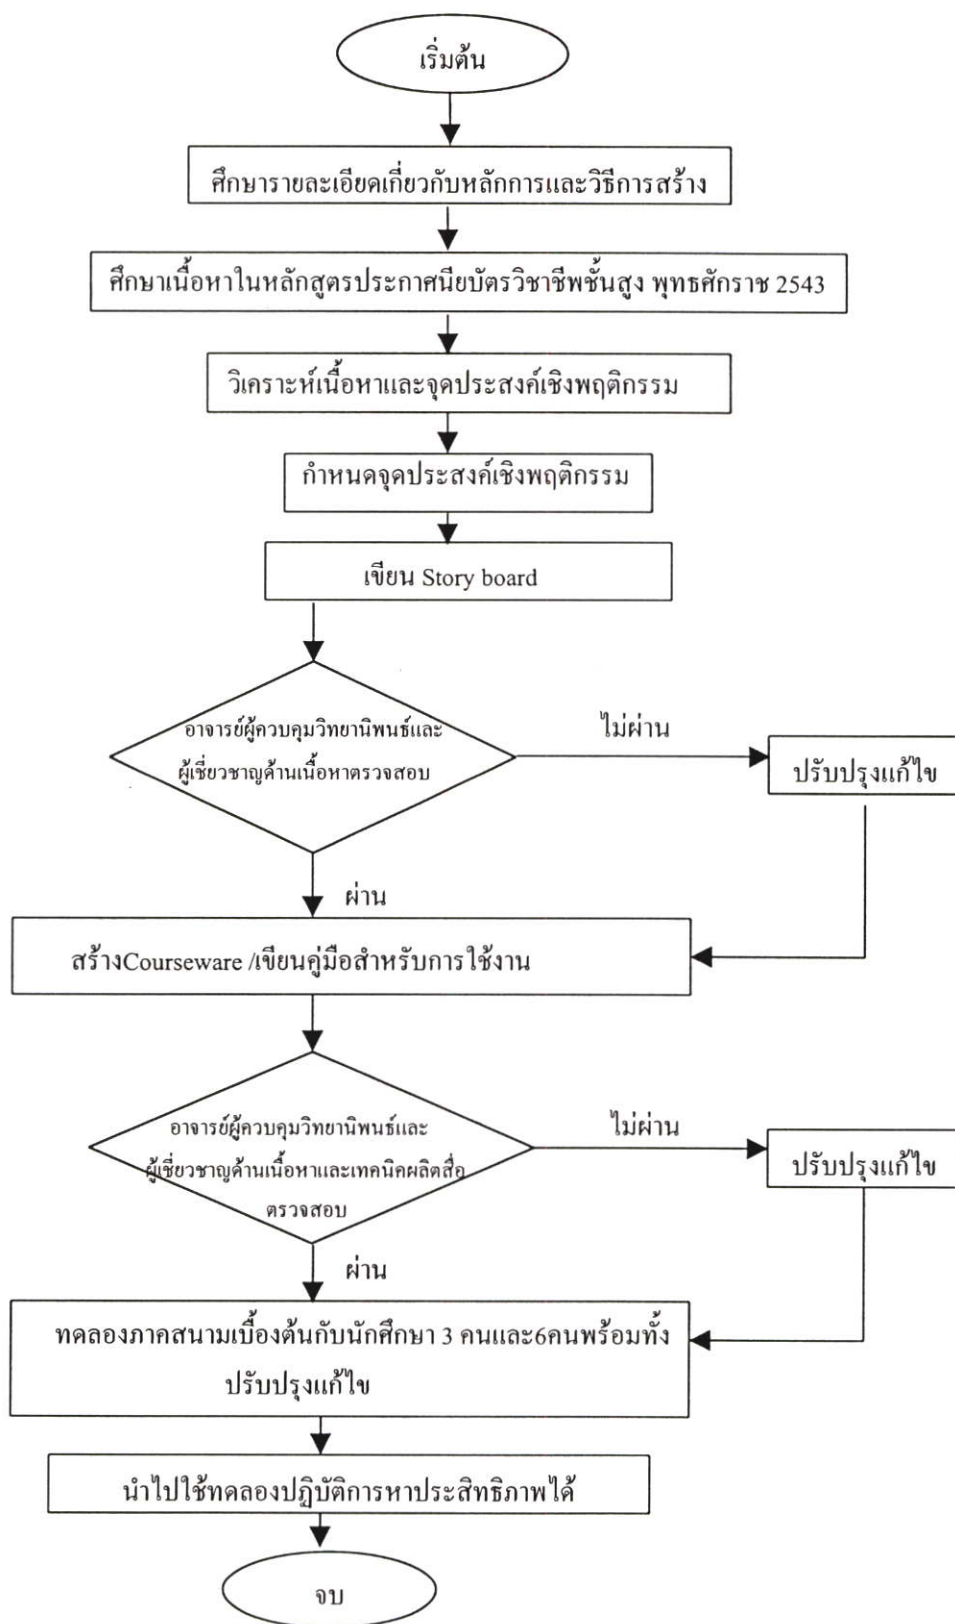 เริ่มต้น
ศึกษารายละเอียดเกี่ยวกับหลักการและวิธีการสร้าง
ศึกษาเนื้อหาในหลักสูตรประกาศนียบัตรวิชาชีพชั้นสูง พุทธศักราช 2543
วิเคราะห์เนื้อหาและจุดประสงค์เชิงพฤติกรรม
กำหนดจุดประสงค์เชิงพฤติกรรม
เขียน Story board
อาจารย์ผู้ควบคุมวิทยานิพนธ์และ
ผู้เชี่ยวชาญด้านเนื้อหาตรวจสอบ
ไม่ผ่าน
ปรับปรุงแก้ไข
ผ่าน
สร้างCourseware /เขียนคู่มือสำหรับการใช้งาน
อาจารย์ผู้ควบคุมวิทยานิพนธ์และ
ผู้เชี่ยวชาญด้านเนื้อหาและเทคนิคผลิตสื่อ
ตรวจสอบ
ไม่ผ่าน
ปรับปรุงแก้ไข
ผ่าน
ทดลองภาคสนามเบื้องต้นกับนักศึกษา 3 คนและ6คนพร้อมทั้ง
ปรับปรุงแก้ไข
นำไปใช้ทดลองปฏิบัติการหาประสิทธิภาพได้
จบ